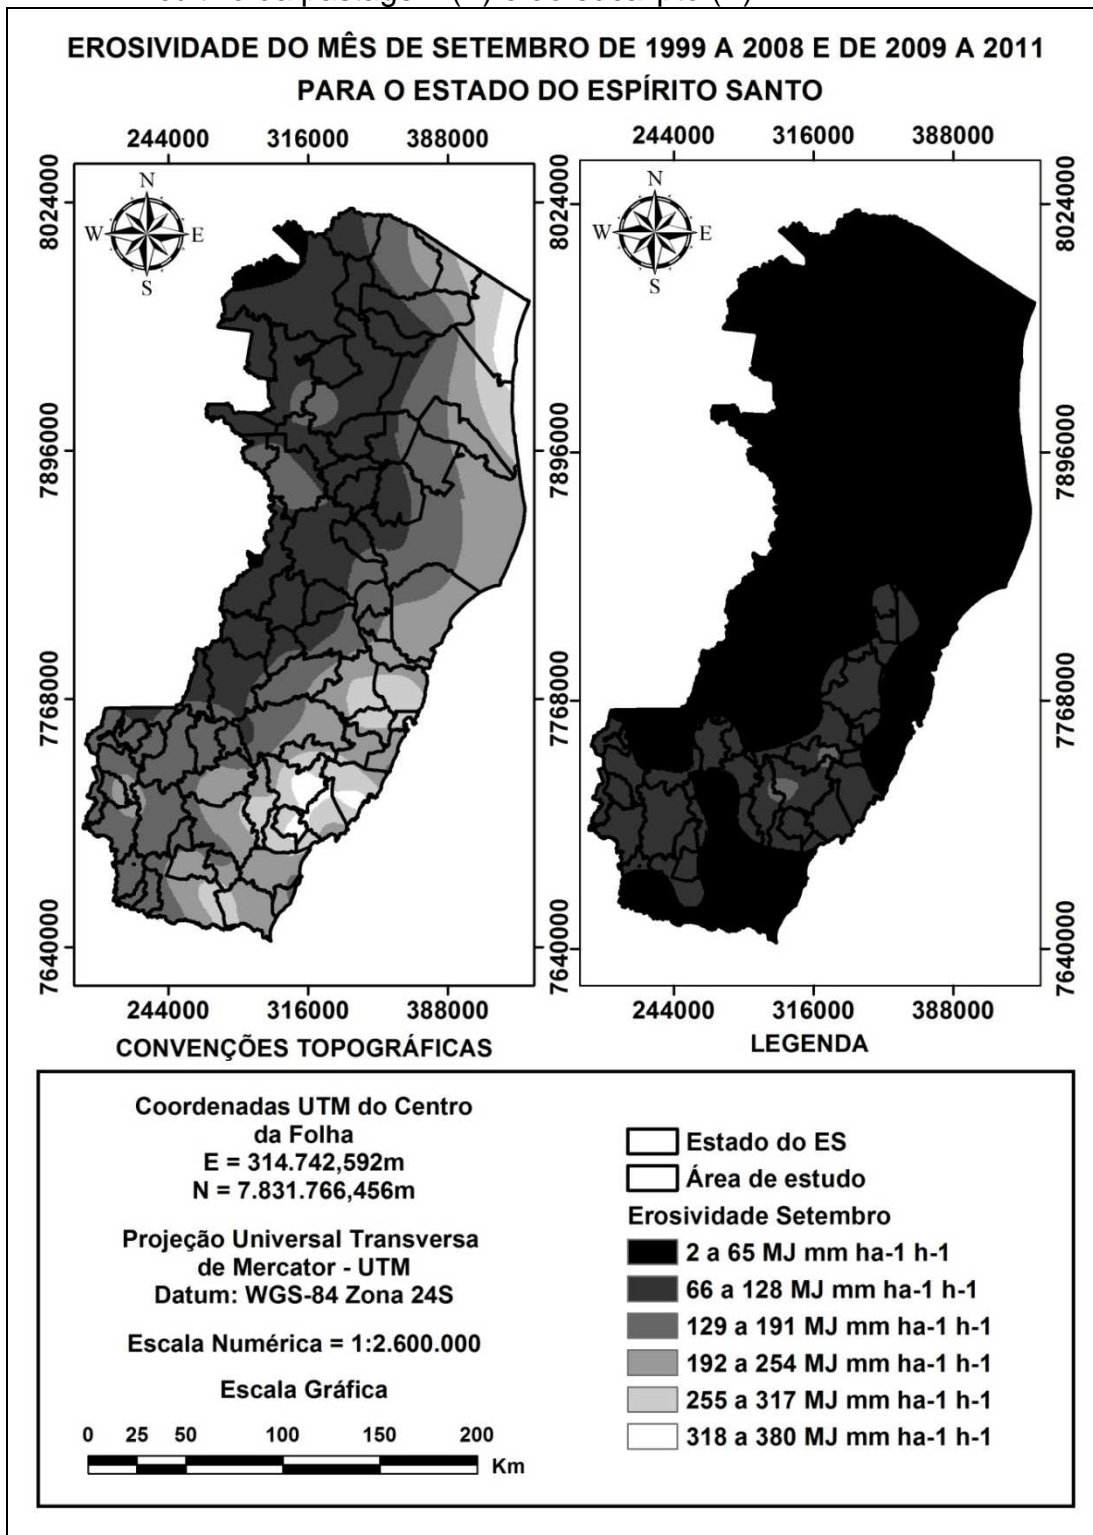 EROSIVIDADE DO MÊS DE SETEMBRO DE 1999 A 2008 E DE 2009 A 2011
PARA O ESTADO DO ESPÍRITO SANTO
244000 316000 388000
244000 316000 388000
8024000
7896000
7768000
7640000
N
W E
S
8024000
7896000
7768000
7640000
N
W E
S
8024000
7896000
7768000
7640000
244000 316000 388000
244000 316000 388000
CONVENÇÕES TOPOGRÁFICAS
LEGENDA
Coordenadas UTM do Centro
da Folha
E = 314.742,592m
N = 7.831.766,456m
Projeção Universal Transversa
de Mercator - UTM
Datum: WGS-84 Zona 24S
Escala Numérica = 1:2.600.000
Escala Gráfica
0 25 50 100 150 200
Km
Estado do ES
Área de estudo
Erosividade Setembro
2 a 65 MJ mm ha-1 h-1
66 a 128 MJ mm ha-1 h-1
129 a 191 MJ mm ha-1 h-1
192 a 254 MJ mm ha-1 h-1
255 a 317 MJ mm ha-1 h-1
318 a 380 MJ mm ha-1 h-1